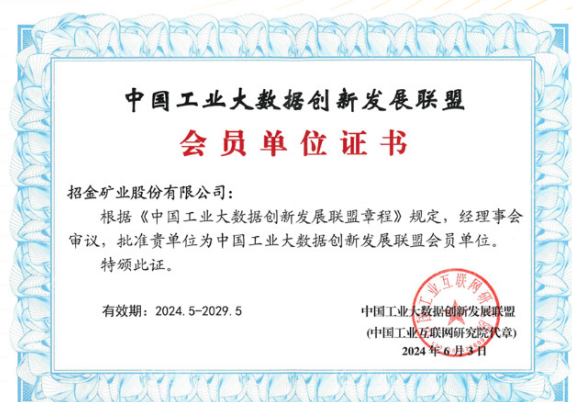 中国工业大数据创新发展联盟
会员单位证书
招金矿业股份有限公司：
根据《中国工业大数据创新发展联盟章程》规定，经理事会
审议，批准贵单位为中国工业大数据创新发展联盟会员单位。
特颁此证。
有效期：2024.5-2029.5
中国工业大数据创新发展联盟
(中国工业互联网研究院代章)
2024年6月3日